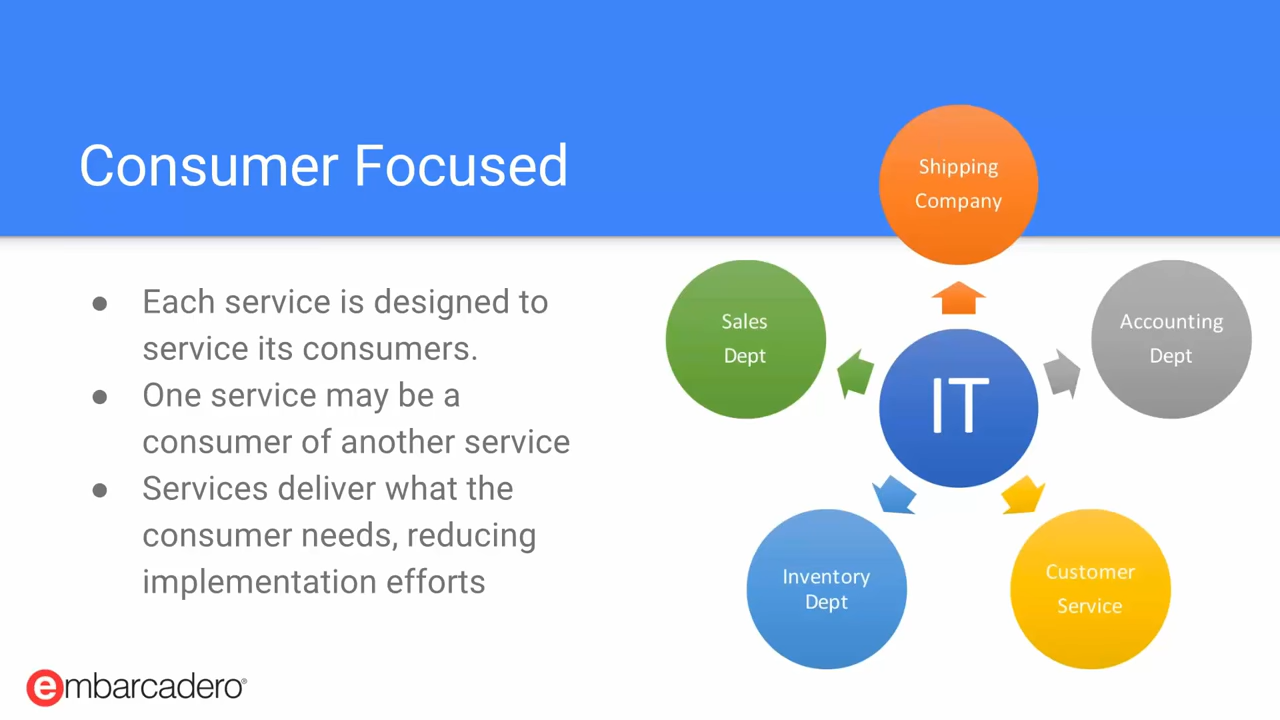 Consumer Focused
● Each service is designed to
service its consumers.
● One service may be a
consumer of another service
● Services deliver what the
consumer needs, reducing
implementation efforts
Shipping
Company
Sales
Dept
Accounting
Dept
IT
Inventory
Dept
Customer
Service
embarcadero®